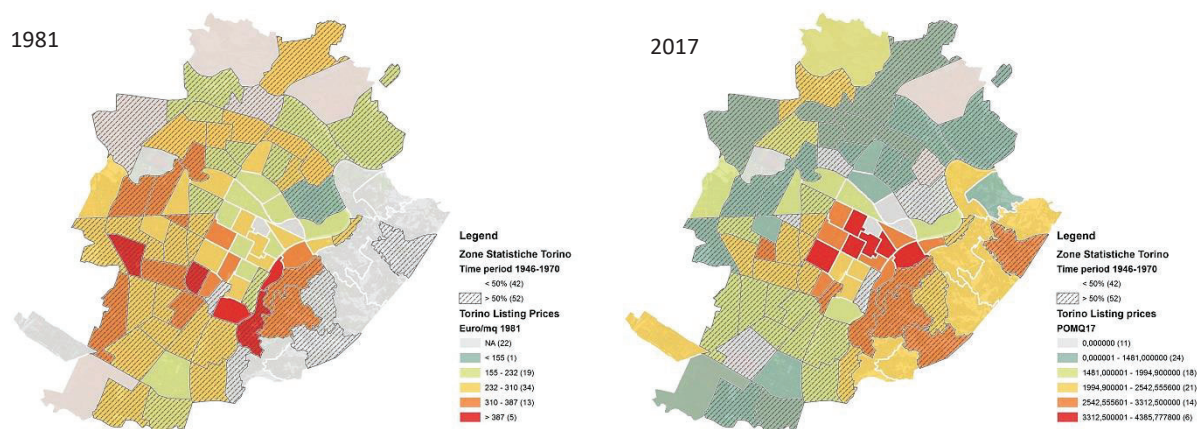 1981
Legend
Zone Statistiche Torino
Time period 1946-1970
< 50% (42)
> 50% (52)
Torino Listing Prices
Euro/mq 1981
NA (22)
< 155 (1)
155 - 232 (19)
232 - 310 (34)
310 - 387 (13)
> 387 (5)
2017
Legend
Zone Statistiche Torino
Time period 1946-1970
< 50% (42)
> 50% (52)
Torino Listing prices
POMQ17
0,000000 (11)
0,000001 - 1481,000000 (24)
1481,000001 - 1994,900000 (18)
1994,900001 - 2542,555600 (21)
2542,555601 - 3312,500000 (14)
3312,500001 - 4365,777800 (6)